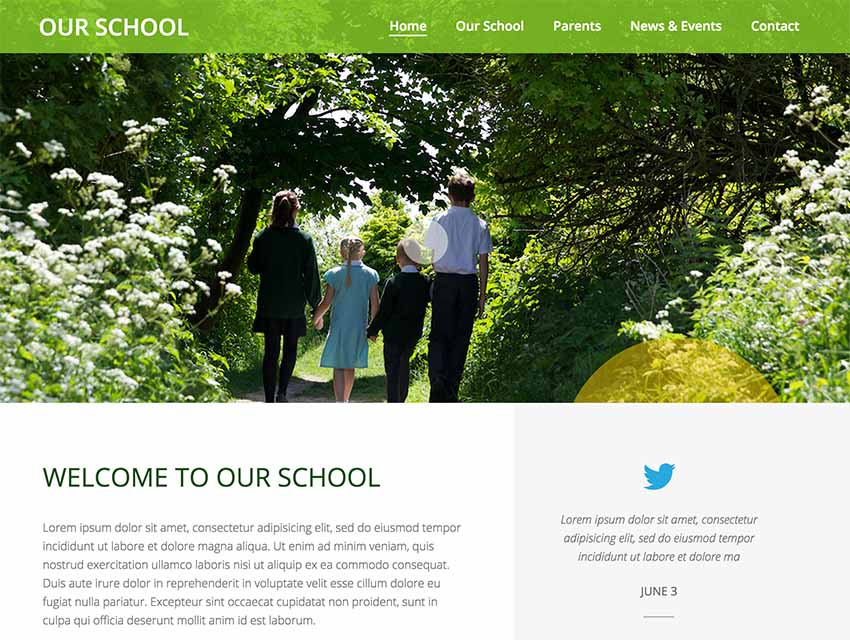 OUR SCHOOL
Home Our School Parents News & Events Contact
WELCOME TO OUR SCHOOL
Lorem ipsum dolor sit amet, consectetur adipisicing elit, sed do eiusmod tempor
incididunt ut labore et dolore magna aliqua. Ut enim ad minim veniam, quis
nostrud exercitation ullamco laboris nisi ut aliquip ex ea commodo consequat.
Duis aute irure dolor in reprehenderit in voluptate velit esse cillum dolore eu
fugiat nulla pariatur. Excepteur sint occaecat cupidatat non proident, sunt in
culpa qui officia deserunt mollit anim id est laborum.
Lorem ipsum dolor sit amet, consectetur
adipisicing elit, sed do eiusmod tempor
incididunt ut labore et dolore ma
JUNE 3